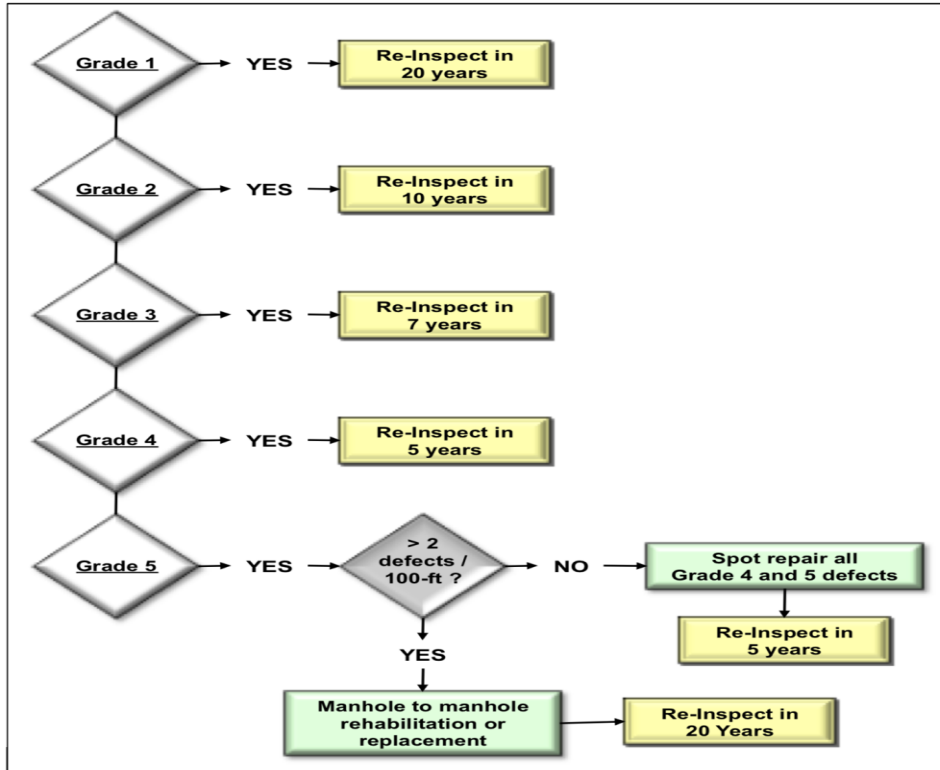 Grade 1
YES
Re-Inspect in
20 years
Grade 2
YES
Re-Inspect in
10 years
Grade 3
YES
Re-Inspect in
7 years
Grade 4
YES
Re-Inspect in
5 years
Grade 5
YES
> 2
defects /
100-ft ?
NO
Spot repair all
Grade 4 and 5 defects
Re-Inspect in
5 years
YES
Manhole to manhole
rehabilitation or
replacement
Re-Inspect in
20 Years